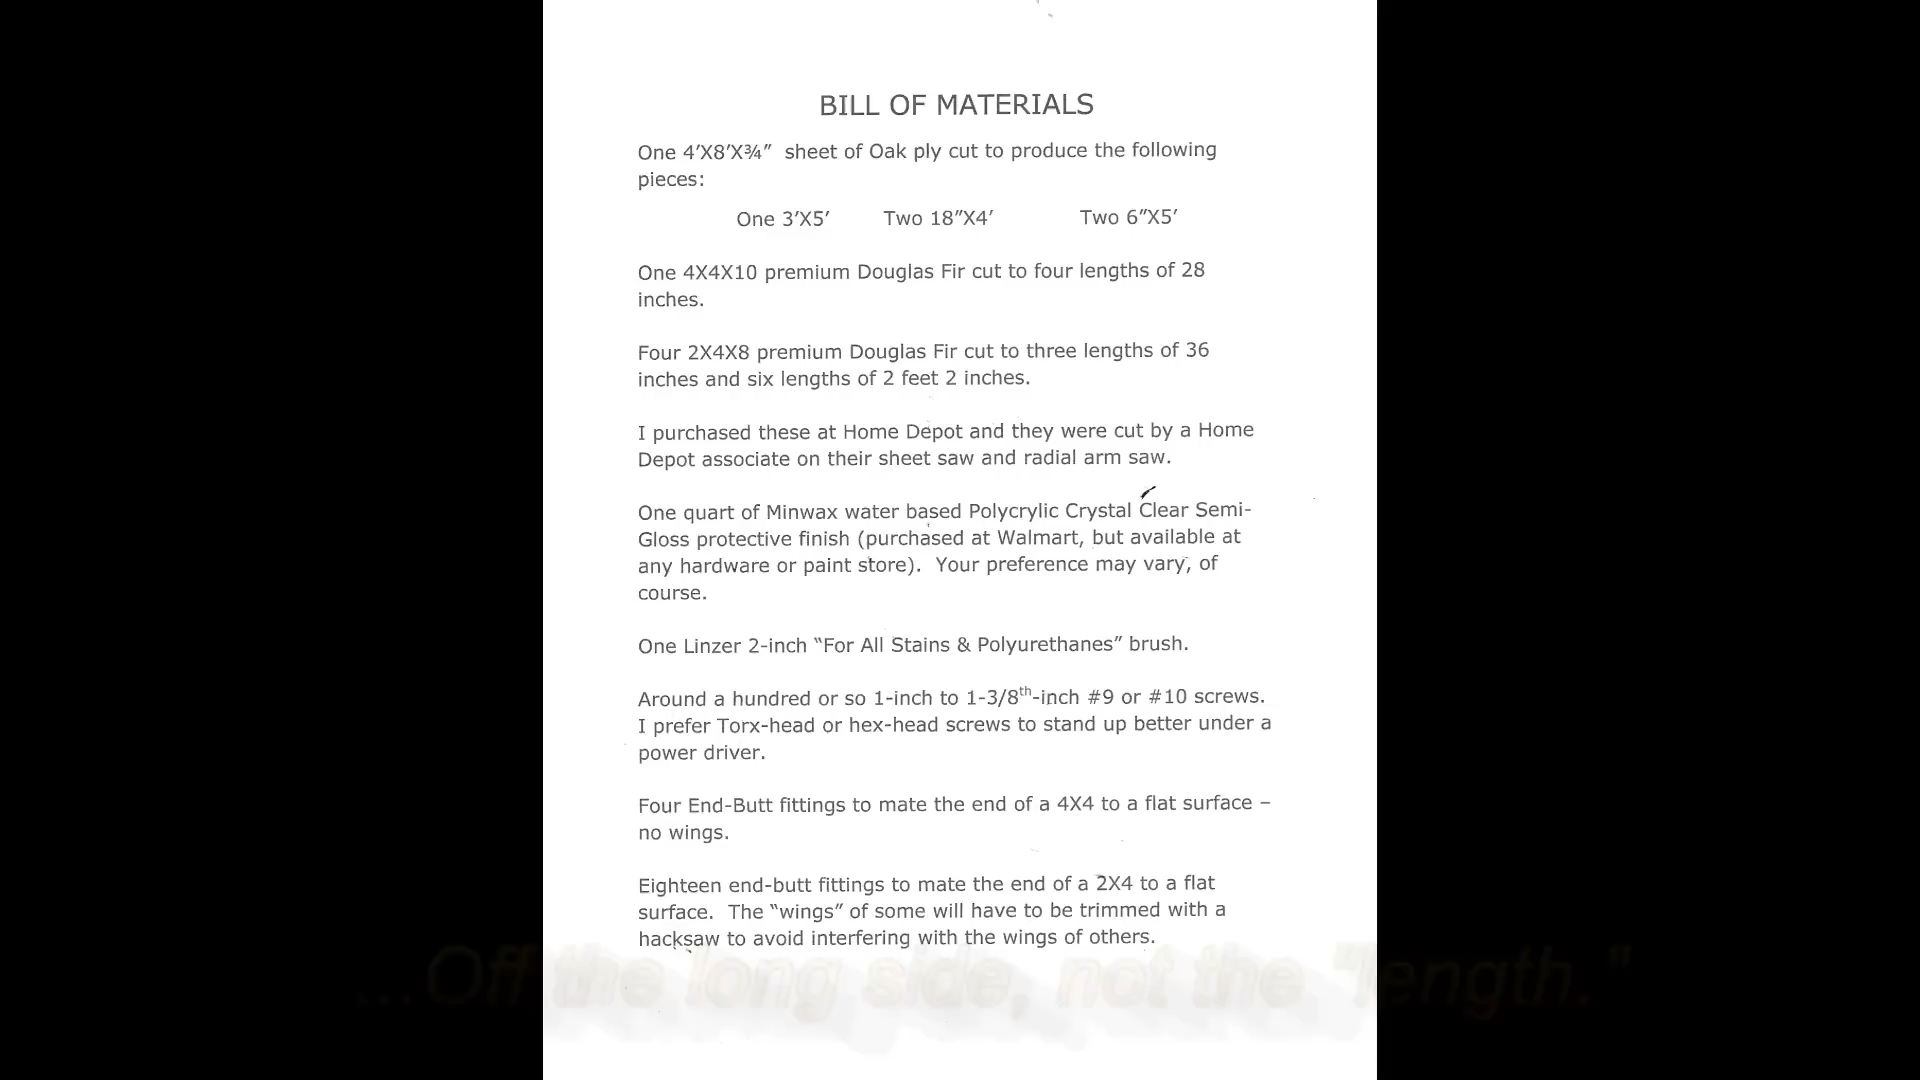 BILL OF MATERIALS
One 4’X8’X¾” sheet of Oak ply cut to produce the following
pieces:
One 3’X5’ Two 18”X4’ Two 6”X5’
One 4X4X10 premium Douglas Fir cut to four lengths of 28
inches.
Four 2X4X8 premium Douglas Fir cut to three lengths of 36
inches and six lengths of 2 feet 2 inches.
I purchased these at Home Depot and they were cut by a Home
Depot associate on their sheet saw and radial arm saw.
One quart of Minwax water based Polycrylic Crystal Clear Semi-
Gloss protective finish (purchased at Walmart, but available at
any hardware or paint store). Your preference may vary, of
course.
One Linzer 2-inch “For All Stains & Polyurethanes” brush.
Around a hundred or so 1-inch to 1-3/8th-inch #9 or #10 screws.
I prefer Torx-head or hex-head screws to stand up better under a
power driver.
Four End-Butt fittings to mate the end of a 4X4 to a flat surface –
no wings.
Eighteen end-butt fittings to mate the end of a 2X4 to a flat
surface. The “wings” of some will have to be trimmed with a
hacksaw to avoid interfering with the wings of others.
...Off the long side, not the "length."